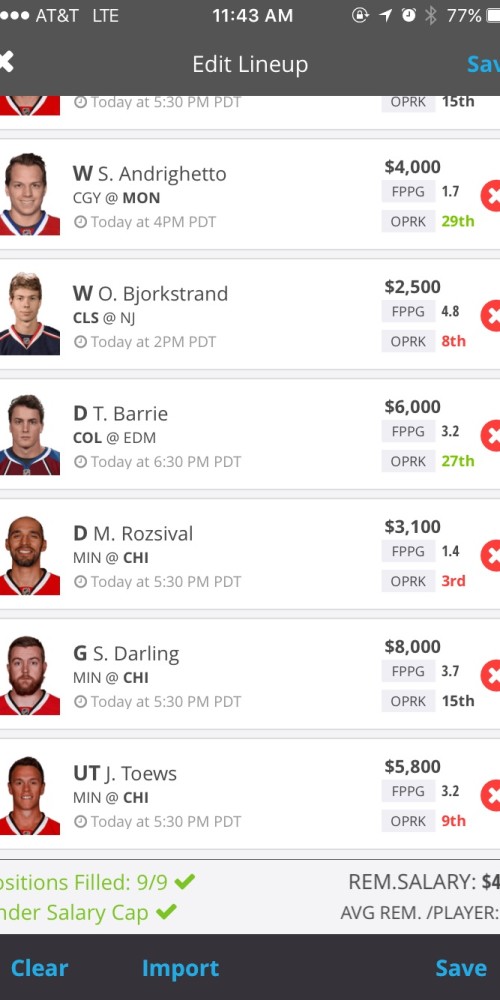 AT&T LTE 11:43 AM 77%
Edit Lineup Sav
Today at 5:30 PM PDT OPRK 15th
W S. Andrighetto $4,000
CGY @ MON FPPG 1.7
Today at 4PM PDT OPRK 29th
W O. Bjorkstrand $2,500
CLS @ NJ FPPG 4.8
Today at 2PM PDT OPRK 8th
D T. Barrie $6,000
COL @ EDM FPPG 3.2
Today at 6:30 PM PDT OPRK 27th
D M. Rozsival $3,100
MIN @ CHI FPPG 1.4
Today at 5:30 PM PDT OPRK 3rd
G S. Darling $8,000
MIN @ CHI FPPG 3.7
Today at 5:30 PM PDT OPRK 15th
UT J. Toews $5,800
MIN @ CHI FPPG 3.2
Today at 5:30 PM PDT OPRK 9th
ositions Filled: 9/9 REM.SALARY: $4
nder Salary Cap AVG REM. /PLAYER:
Clear Import Save